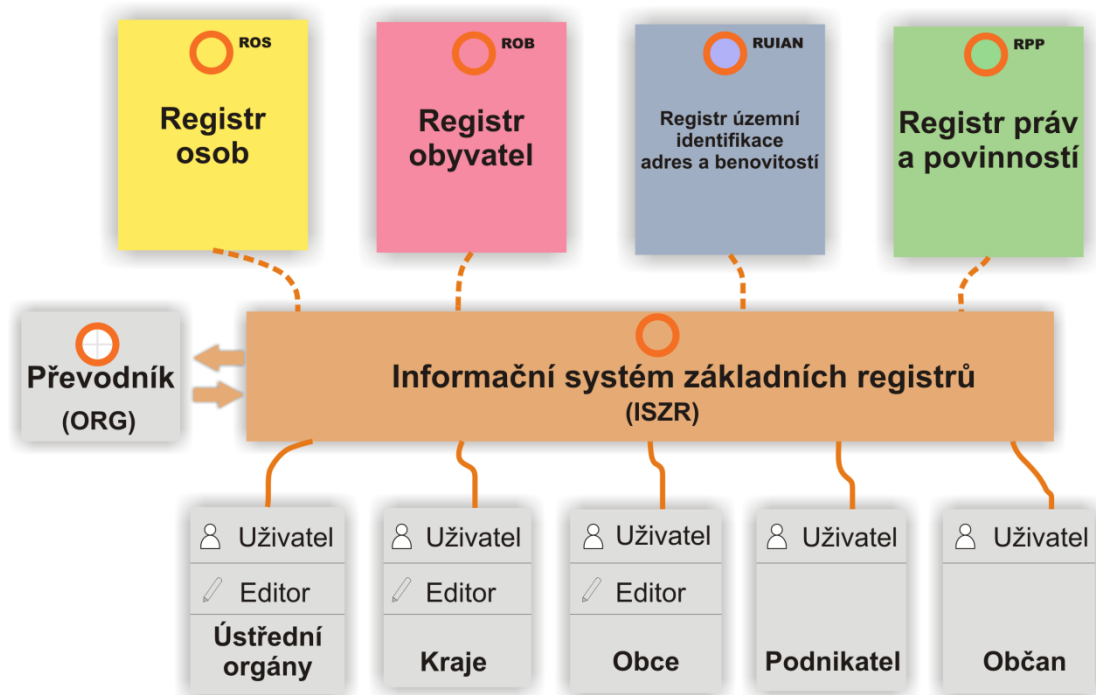 ROS
Registr
osob
ROB
Registr
obyvatel
RUIAN
Registr územní
identifikace
adres a benovitostí
RPP
Registr práv
a povinností
Převodník
(ORG)
Informační systém základních registrů
(ISZR)
Uživatel
Editor
Ústřední
orgány
Uživatel
Editor
Kraje
Uživatel
Editor
Obce
Uživatel
Podnikatel
Uživatel
Občan